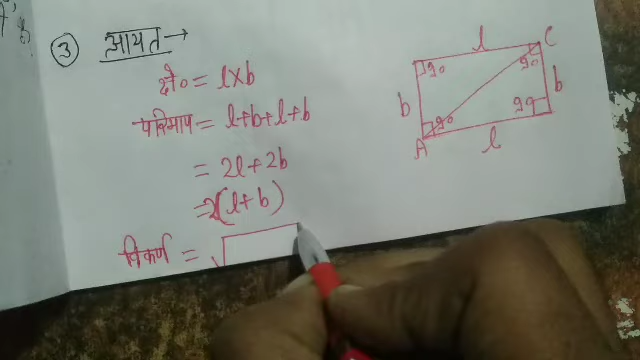 ③ आयत →
क्षे० = l×b
परिमाप = l+b+l+b
= 2l+2b
= 2(l+b)
विकर्ण = √
l
C
90
90
b
b
90
90
A
l